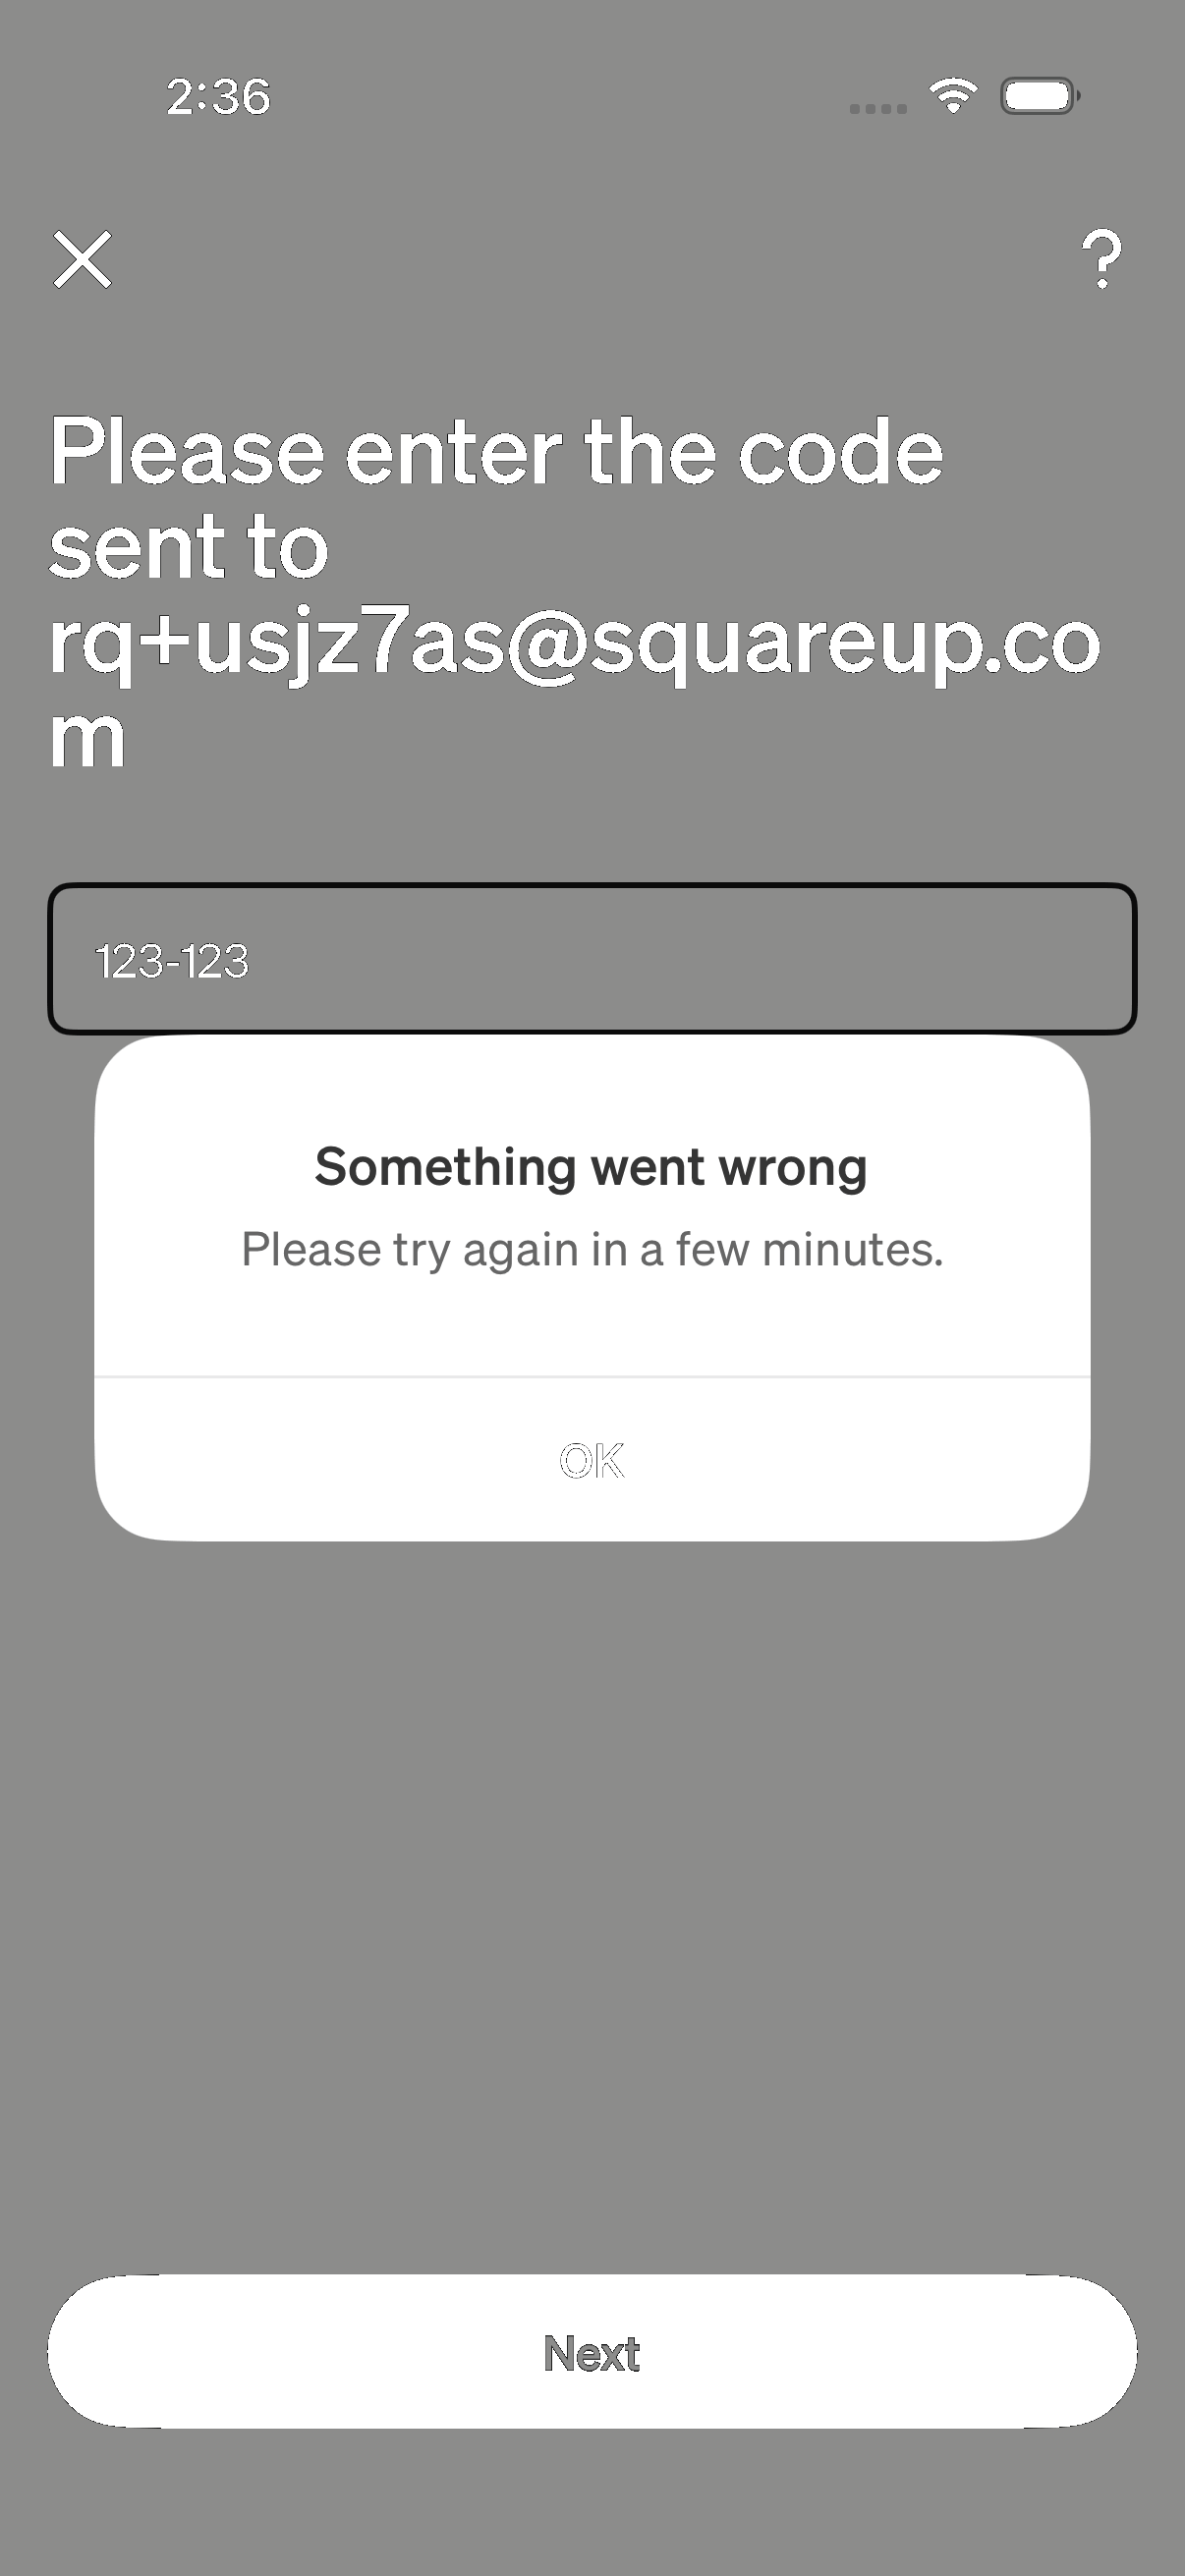 2:36
?
Please enter the code
sent to
rq+usjz7as@squareup.co
m
123-123
Something went wrong
Please try again in a few minutes.
OK
Next